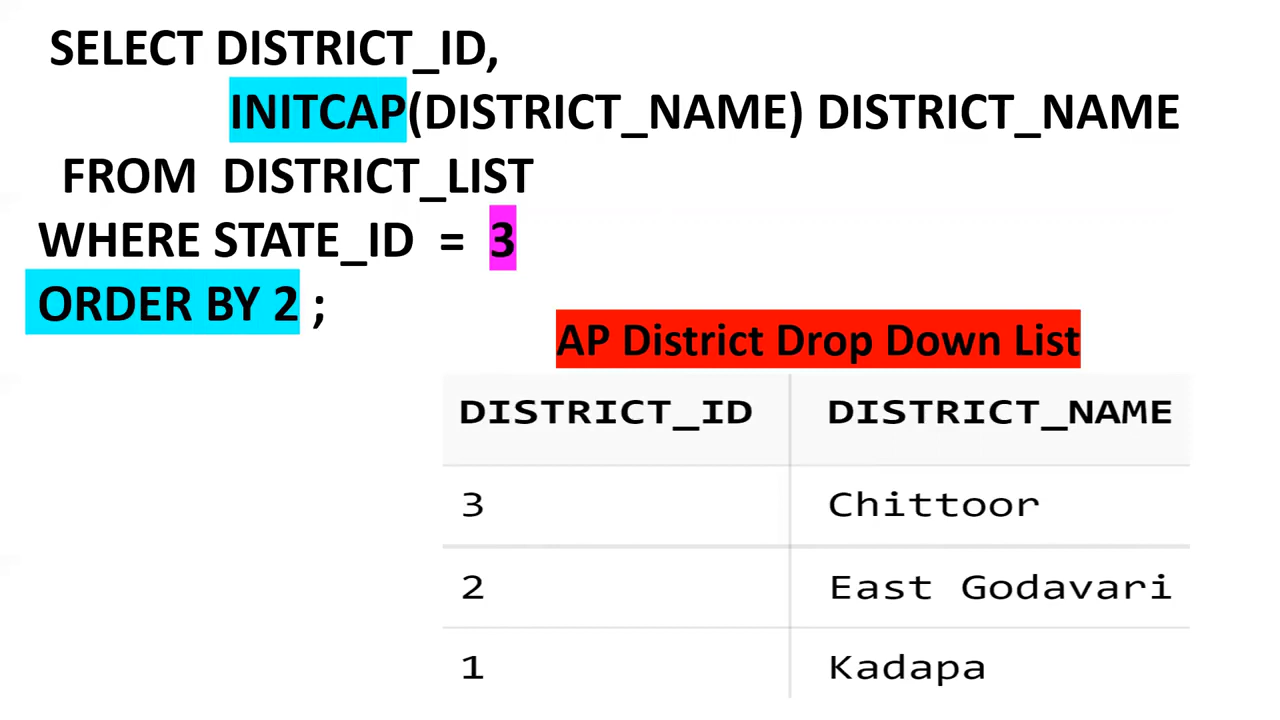 SELECT DISTRICT_ID,
INITCAP(DISTRICT_NAME) DISTRICT_NAME
FROM DISTRICT_LIST
WHERE STATE_ID = 3
ORDER BY 2 ;
AP District Drop Down List
DISTRICT_ID DISTRICT_NAME
3 Chittoor
2 East Godavari
1 Kadapa